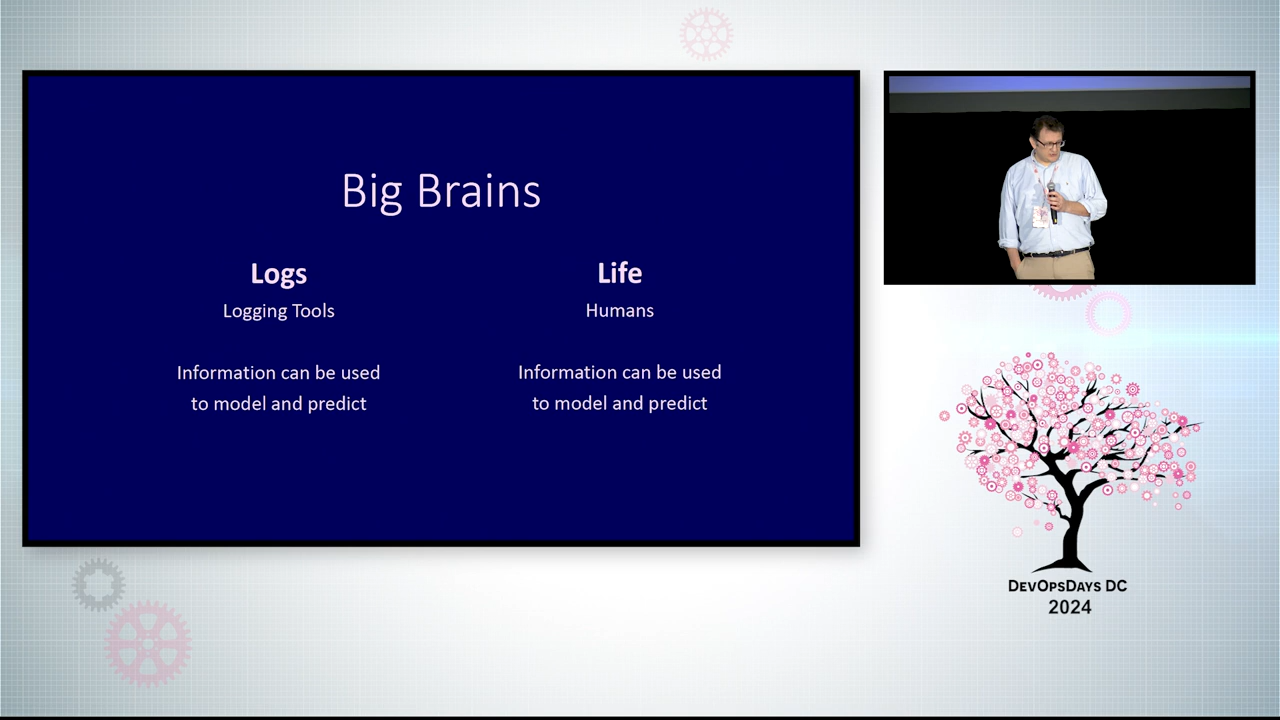 Big Brains
Logs
Logging Tools
Information can be used
to model and predict
Life
Humans
Information can be used
to model and predict
DevOpsDays DC
2024